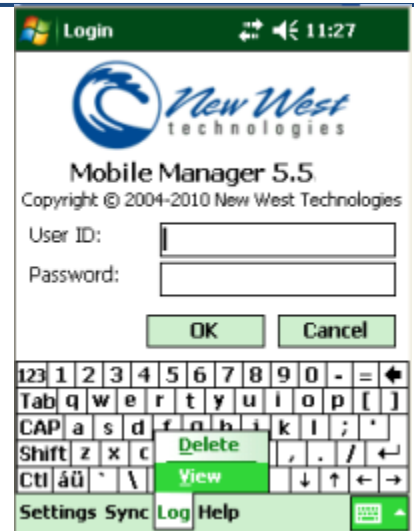 Login 11:27
New West
technologies
Mobile Manager 5.5
Copyright © 2004-2010 New West Technologies
User ID:
Password:
OK Cancel
123 1 2 3 4 5 6 7 8 9 0 - =
Tab q w e r t y u i o p [ ]
CAP a s d f g h j k l ; '
Shift z x c , . /
Ctl áü ` \
Delete
View
Settings Sync Log Help